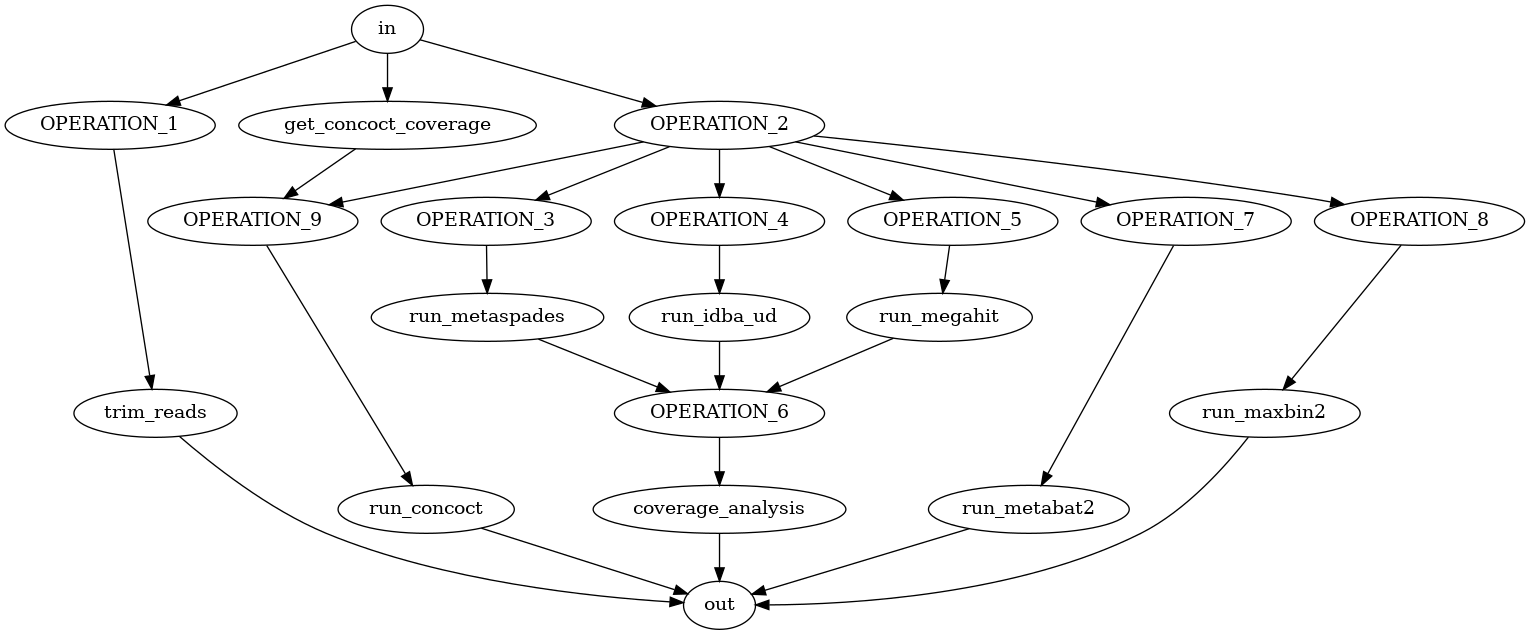 in
OPERATION_1
get_concoct_coverage
OPERATION_2
OPERATION_9
OPERATION_3
OPERATION_4
OPERATION_5
OPERATION_7
OPERATION_8
run_metaspades
run_idba_ud
run_megahit
trim_reads
OPERATION_6
run_maxbin2
run_concoct
coverage_analysis
run_metabat2
out